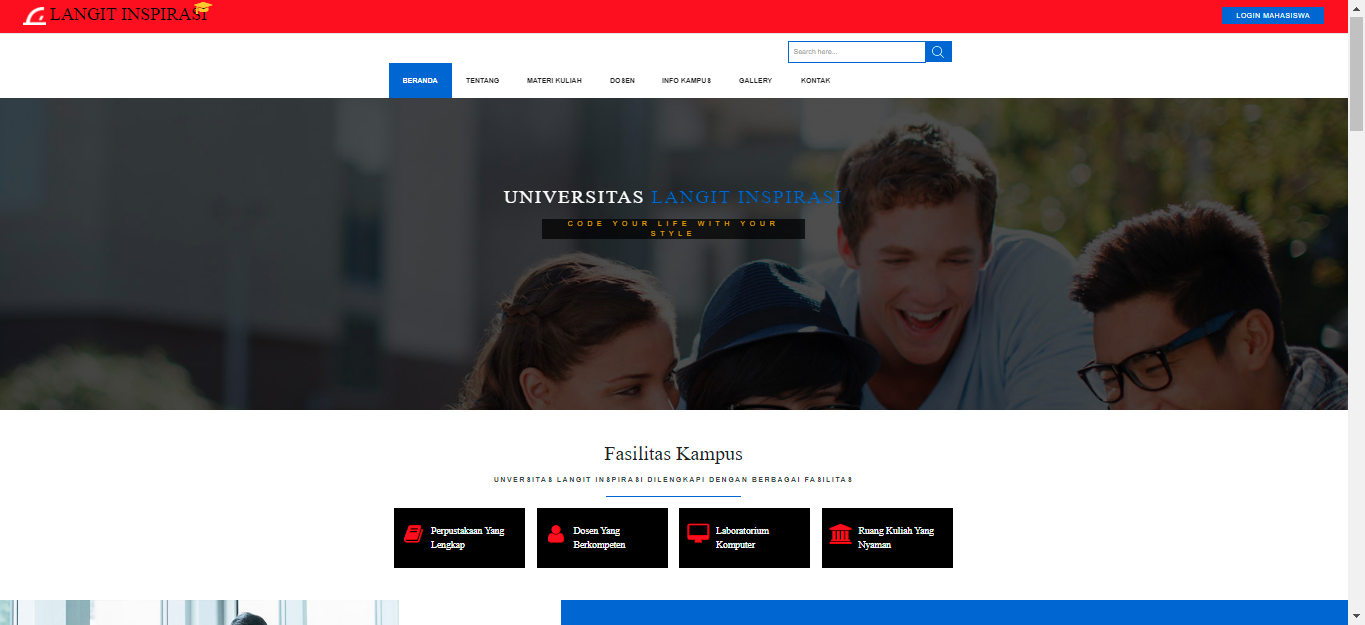 LANGIT INSPIRASI
LOGIN MAHASISWA
Search here...
BERANDA TENTANG MATERI KULIAH DOSEN INFO KAMPUS GALLERY KONTAK
UNIVERSITAS LANGIT INSPIRASI
CODE YOUR LIFE WITH YOUR
STYLE
Fasilitas Kampus
UNVERSITAS LANGIT INSPIRASI DILENGKAPI DENGAN BERBAGAI FASILITAS
Perpustakaan Yang
Lengkap
Dosen Yang
Berkompeten
Laboratorium
Komputer
Ruang Kuliah Yang
Nyaman